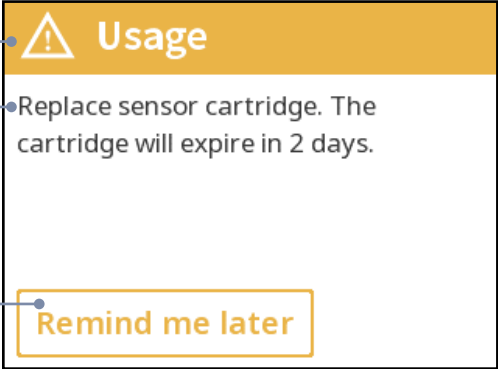 Usage
Replace sensor cartridge. The
cartridge will expire in 2 days.
Remind me later